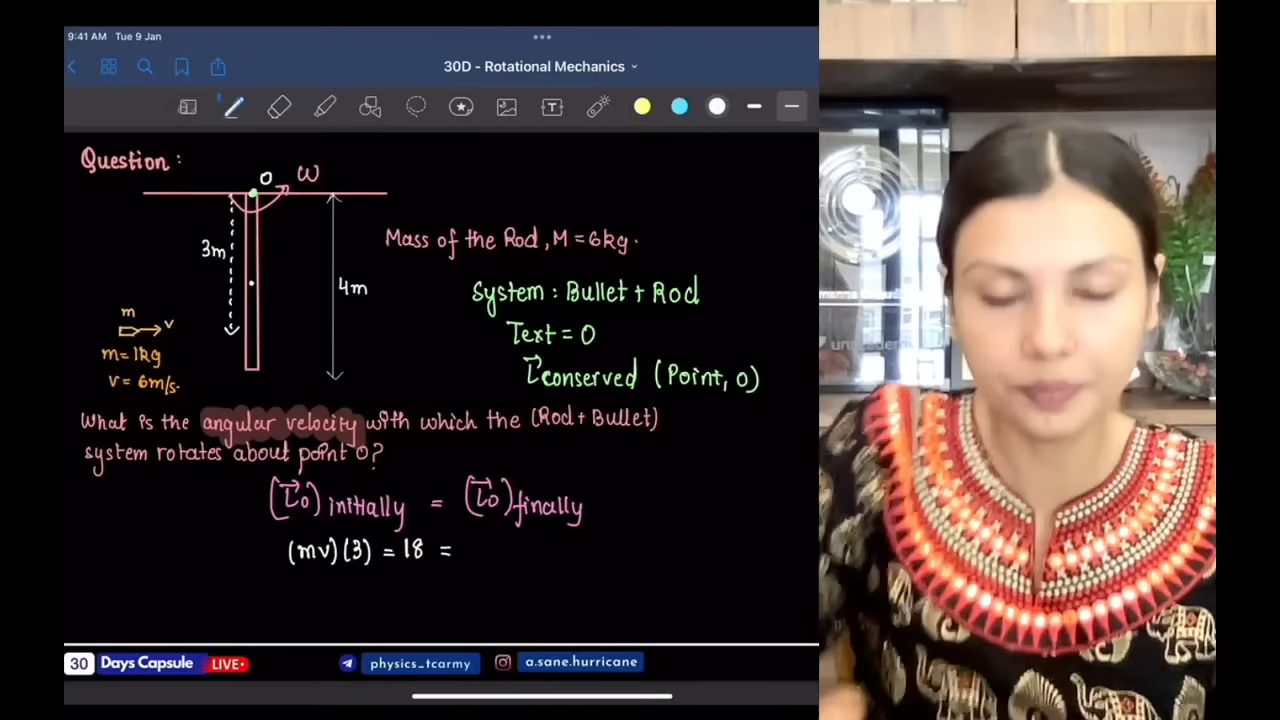 9:41 AM Tue 9 Jan
30D - Rotational Mechanics
Question:
O ω
3m
4m
Mass of the Rod, M = 6kg.
System: Bullet + Rod
τext = 0
L conserved (Point, O)
m
v
m = 1kg
v = 6m/s.
What is the angular velocity with which the (Rod + Bullet)
system rotates about point O?
(L⃗o) initially = (L⃗o) finally
(mv)(3) = 18 =
30 Days Capsule LIVE
physics_tcarmy
a.sane.hurricane